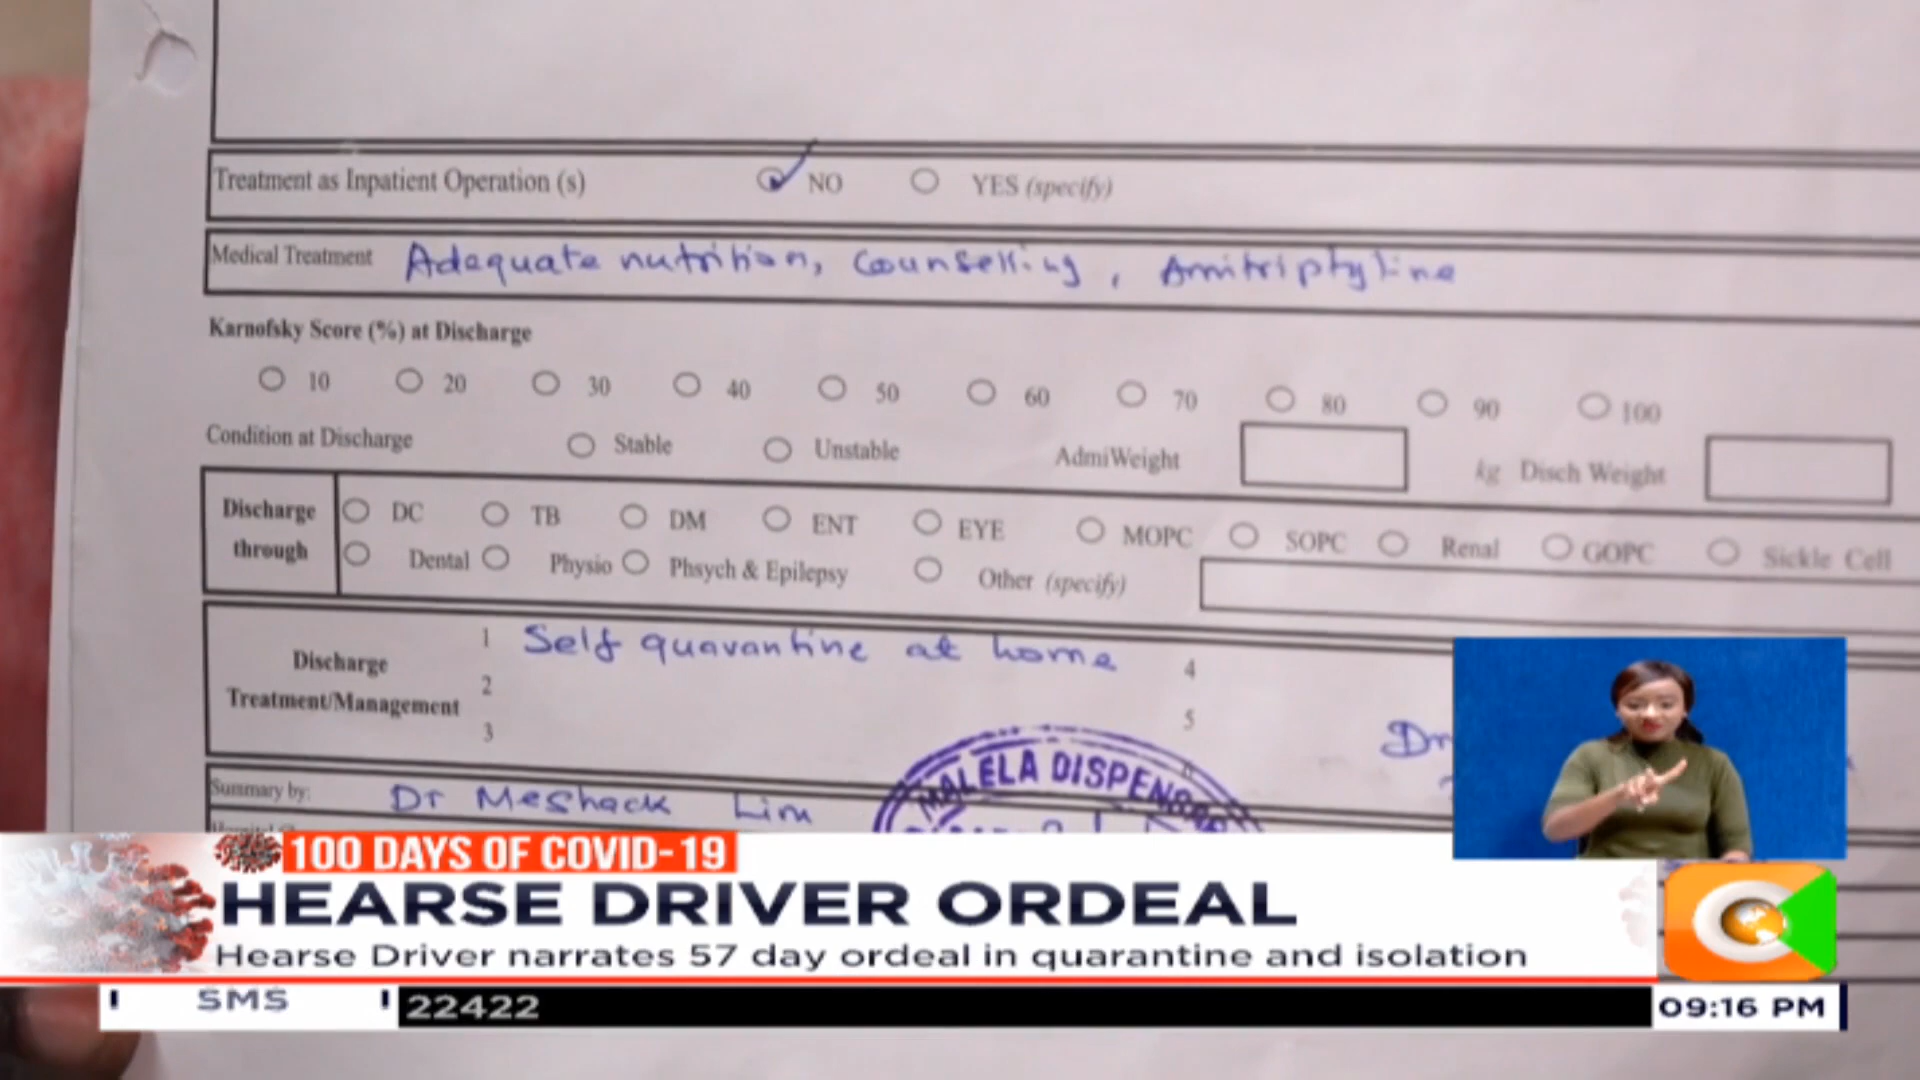 Treatment as Inpatient Operation (s) NO YES (specify)
Medical Treatment Adequate nutrition, Counselling, Amitriptyline
Karnofsky Score (%) at Discharge
10 20 30 40 50 60 70 80 90 100
Condition at Discharge Stable Unstable AdmiWeight kg Disch Weight
Discharge through
DC TB DM ENT EYE MOPC SOPC Renal GOPC Sickle Cell
Dental Physio Phsych & Epilepsy Other (specify)
Discharge Treatment/Management
1 Self quarantine at home 4
2
3 5
Dr
MALELA DISPENSARY
Summary by: Dr Meshack
100 DAYS OF COVID-19
HEARSE DRIVER ORDEAL
Hearse Driver narrates 57 day ordeal in quarantine and isolation
SMS 22422
09:16 PM